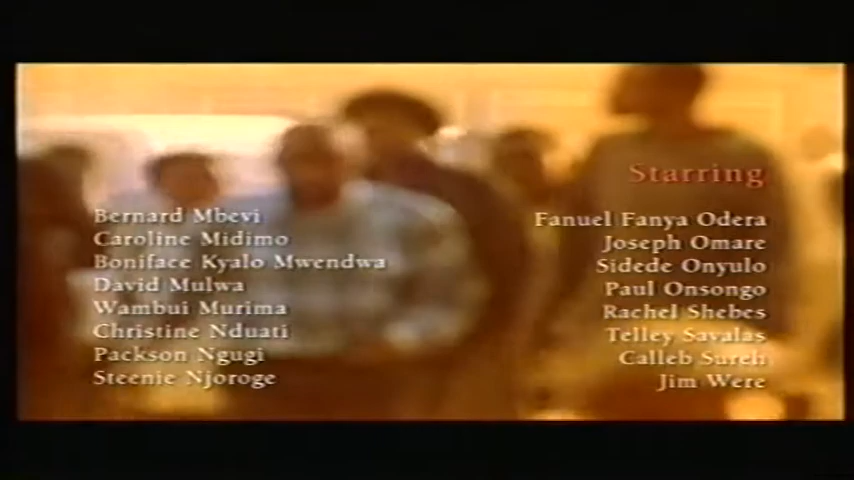 Starring
Bernard Mbevi
Caroline Midimo
Boniface Kyalo Mwendwa
David Mulwa
Wambui Murima
Christine Nduati
Packson Ngugi
Steenie Njoroge
Fanuel Fanya Odera
Joseph Omare
Sidede Onyulo
Paul Onsongo
Rachel Shebes
Telley Savalas
Calleb Sureh
Jim Were